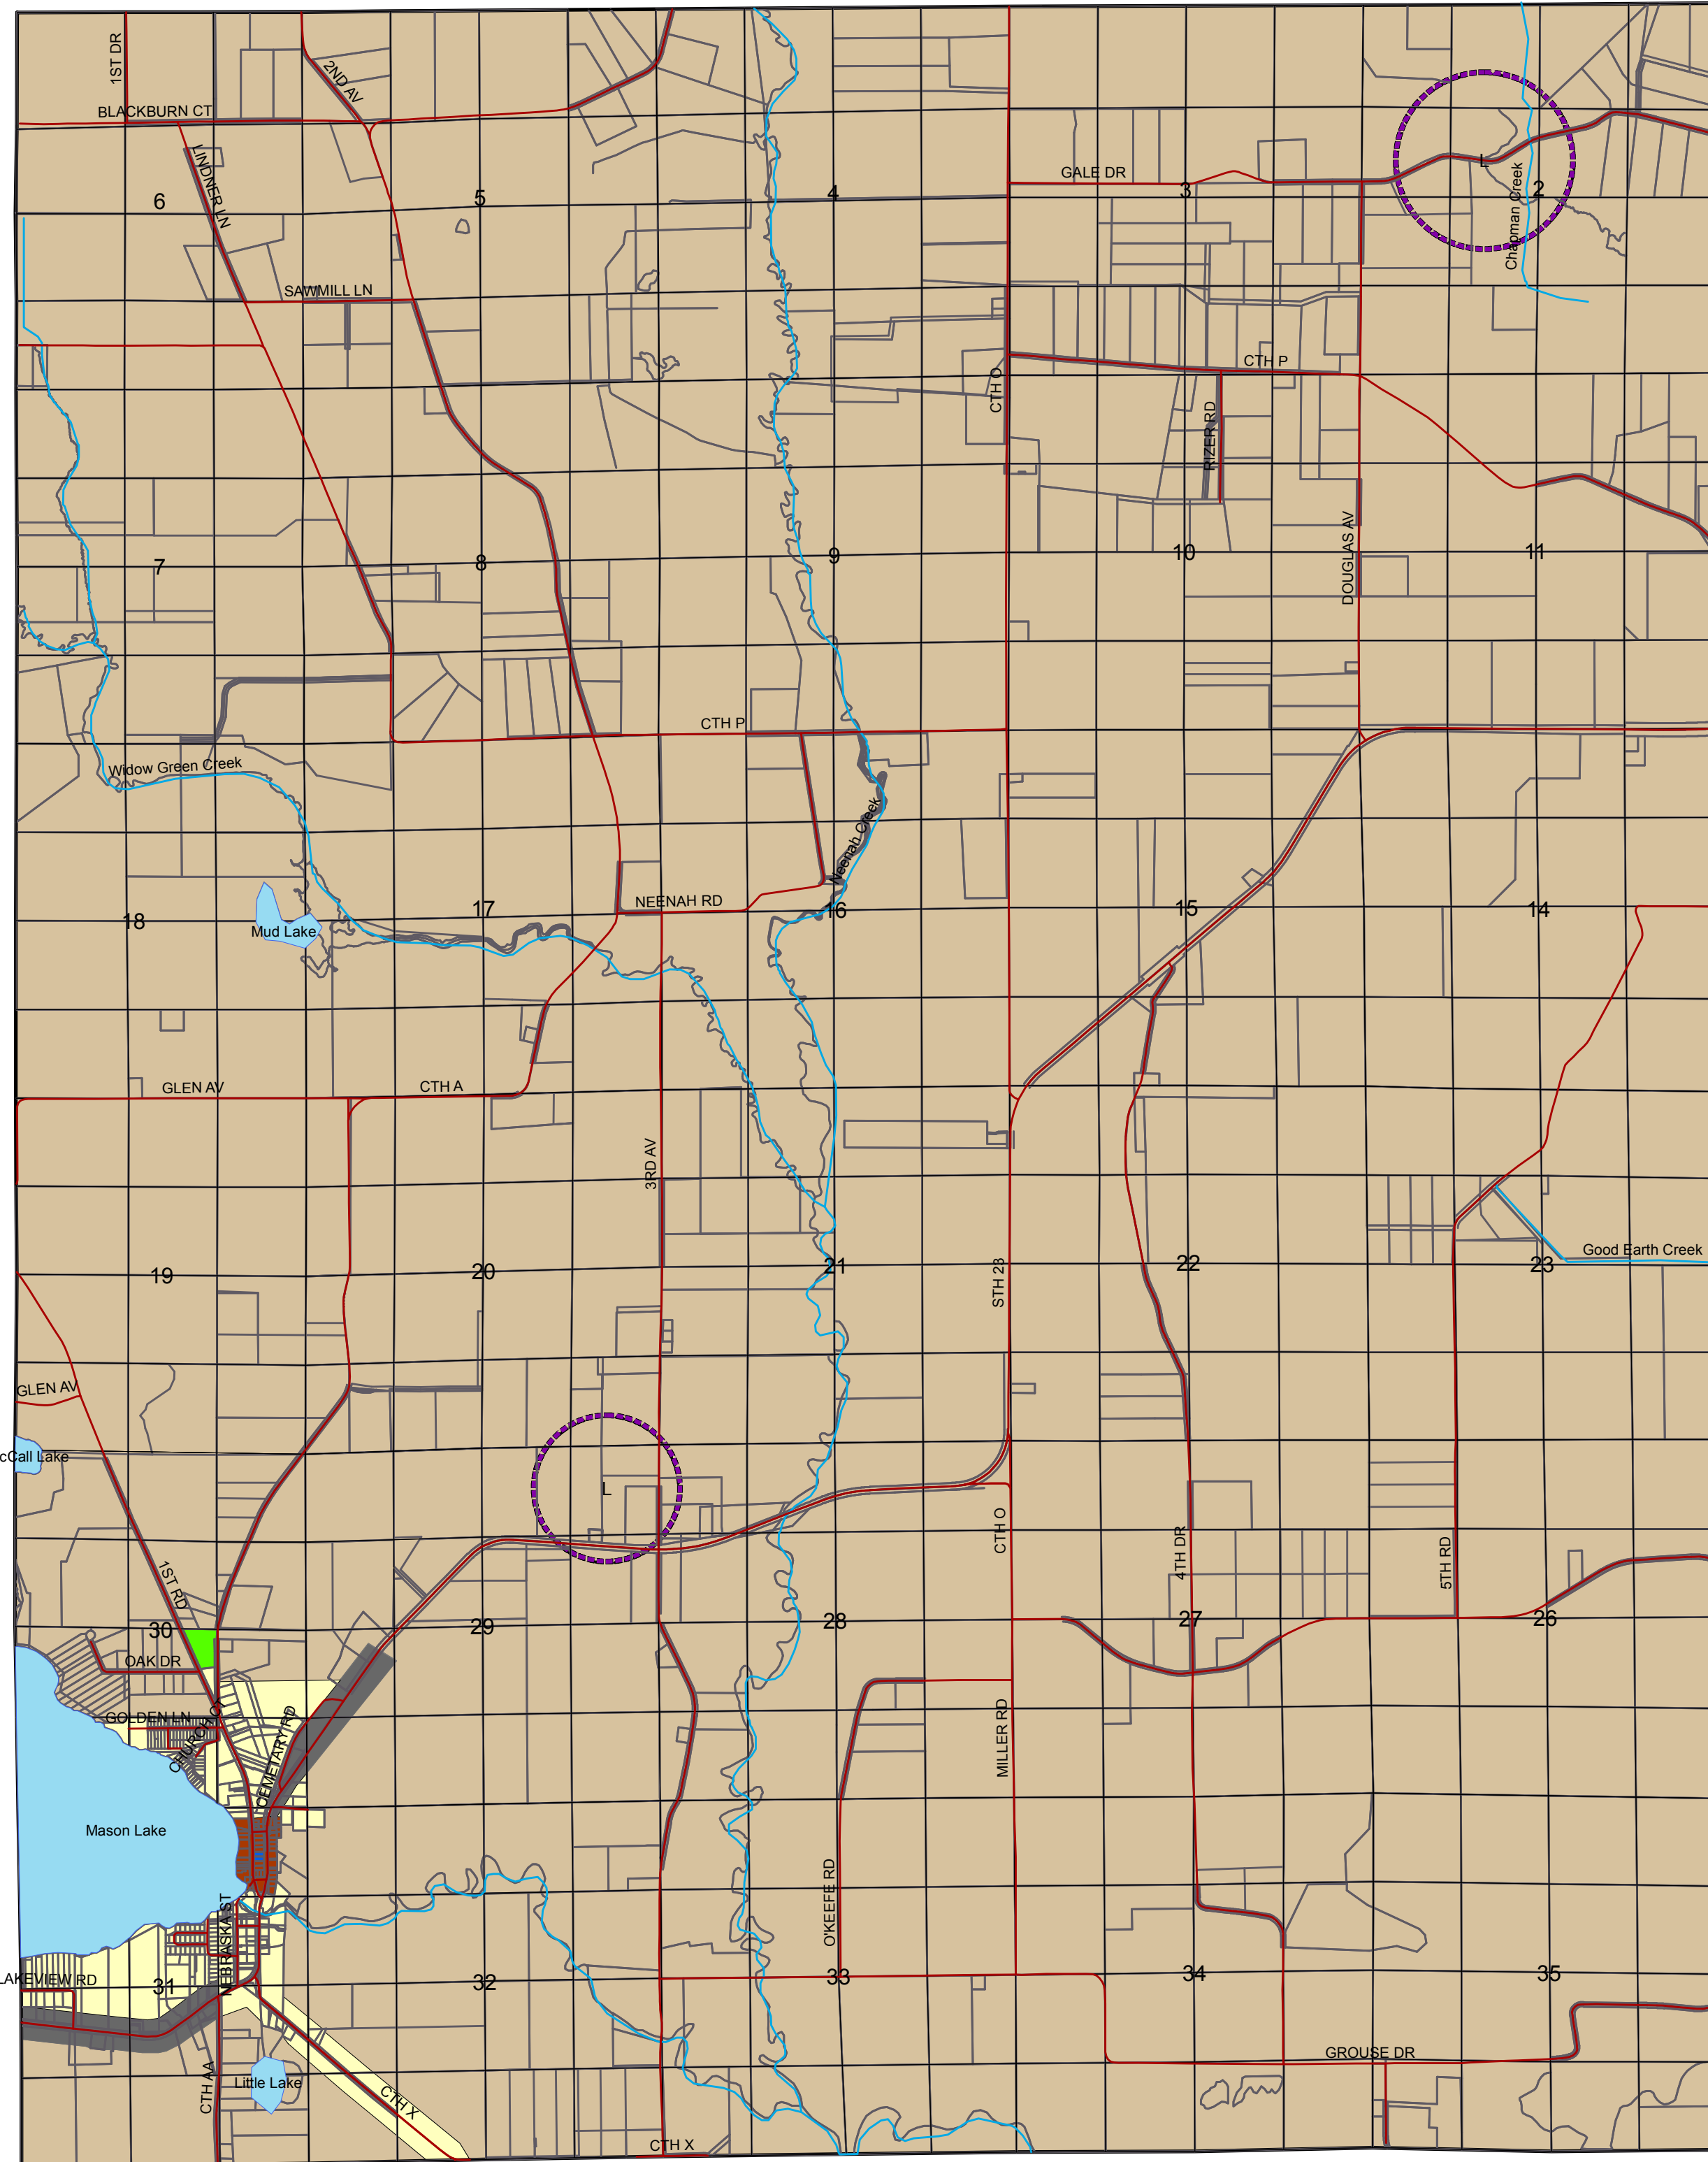 1ST DR
2ND AV
BLACKBURN CT
LINDNER LN
L
Chapman Creek
GALE DR
6
5
4
3
2
SAWMILL LN
CTH P
CTH O
RIZER RD
DOUGLAS AV
7
8
9
10
11
CTH P
Widow Green Creek
Neenah Creek
NEENAH RD
Mud Lake
18
17
16
15
14
GLEN AV
CTH A
3RD AV
STH 23
Good Earth Creek
19
20
21
22
23
GLEN AV
cCall Lake
L
CTH O
4TH DR
5TH RD
1ST RD
30
29
28
27
26
OAK DR
GOLDEN LN
CHURCH CT
CEMETARY RD
MILLER RD
Mason Lake
O'KEEFE RD
NEBRASKA ST
LAKEVIEW RD
31
32
33
34
35
GROUSE DR
CTH AA
Little Lake
CTH X
CTH X